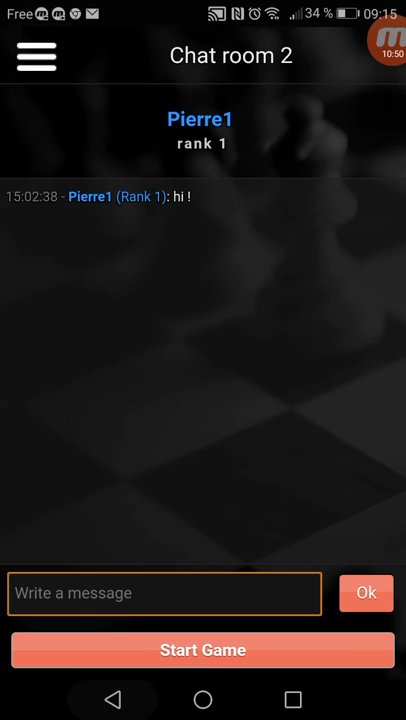 Free 34 % 09:15
Chat room 2
10:50
Pierre1
rank 1
15:02:38 - Pierre1 (Rank 1): hi !
Write a message
Ok
Start Game